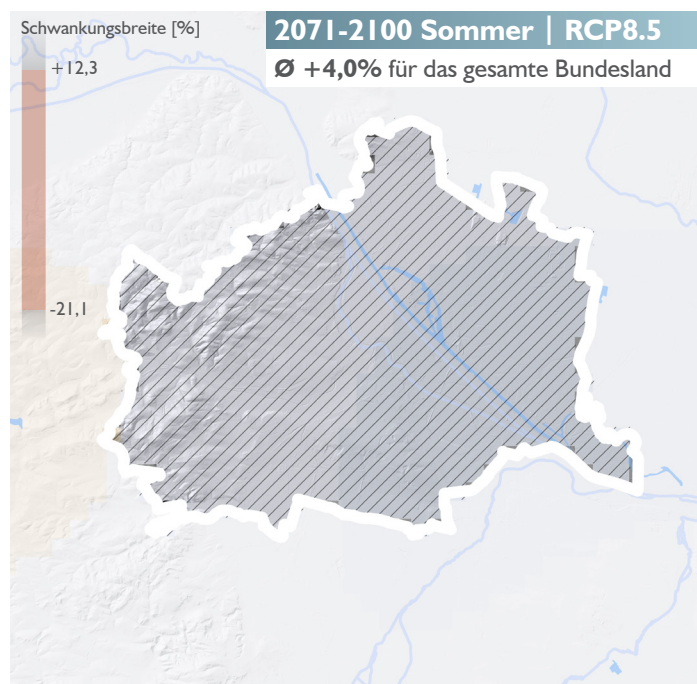 Schwankungsbreite [%]
+12,3
-21,1
2071-2100 Sommer | RCP8.5
Ø +4,0% für das gesamte Bundesland